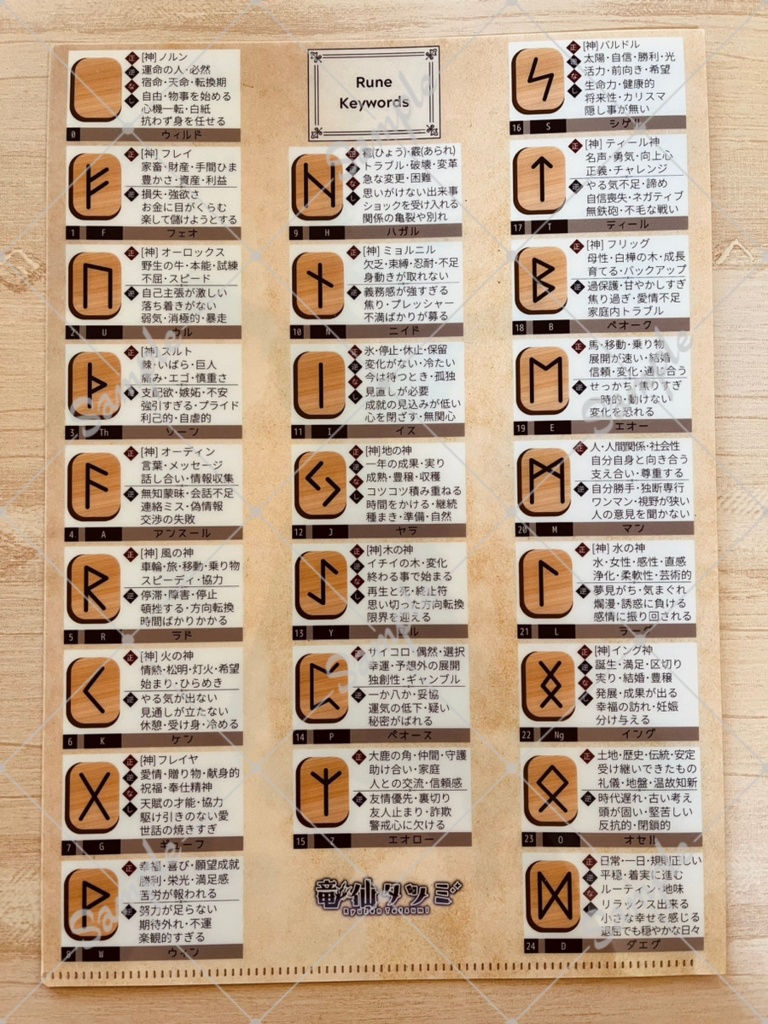 Rune
Keywords
[神] ノルン
運命の人・必然
宿命・天命・転換期
自由・物事を始める
心機一転・白紙
抗わず身を任せる
0 ウィルド
[神] フレイ
家畜・財産・手間ひま
豊かさ・資産・利益
損失・強欲さ
お金に目がくらむ
楽して儲けようとする
1 F フェオ
[神] オーロックス
野生の牛・本能・試練
不屈・スピード
自己主張が激しい
落ち着きがない
弱気・消極的・暴走
2 U ウル
[神] スルト
棘・いばら・巨人
痛み・エゴ・慎重さ
支配欲・嫉妬・不安
強引すぎる・プライド
利己的・自虐的
3 Th ソーン
[神] オーディン
言葉・メッセージ
話し合い・情報収集
無知蒙昧・会話不足
連絡ミス・偽情報
交渉の失敗
4 A アンスール
[神] 風の神
車輪・旅・移動・乗り物
スピーディ・協力
停滞・障害・停止
頓挫する・方向転換
時間ばかりかかる
5 R ラド
[神] 火の神
情熱・松明・灯火・希望
始まり・ひらめき
やる気が出ない
見通しが立たない
休憩・受け身・冷める
6 K ケン
[神] フレイヤ
愛情・贈り物・献身的
祝福・奉仕精神
天賦の才能・協力
駆け引きのない愛
世話の焼きすぎ
7 G ギューフ
幸福・喜び・願望成就
勝利・栄光・満足感
苦労が報われる
努力が足らない
期待外れ・不運
楽観的すぎる
8 W ウィン
雹(ひょう)・霰(あられ)
トラブル・破壊・変革
急な変更・困難
思いがけない出来事
ショックを受け入れる
関係の亀裂や別れ
9 H ハガル
[神] ミョルニル
欠乏・束縛・忍耐・不足
身動きが取れない
義務感が強すぎる
焦り・プレッシャー
不満ばかりが募る
10 N ニイド
氷・停止・休止・保留
変化がない・冷たい
今は待つとき・孤独
見直しが必要
成就の見込みが低い
心を閉ざす・無関心
11 I イス
[神]地の神
一年の成果・実り
成熟・豊穣・収穫
コツコツ積み重ねる
時間をかける・継続
種まき・準備・自然
12 J ヤラ
[神]木の神
イチイの木・変化
終わる事で始まる
再生と死・終止符
思い切った方向転換
限界を迎える
13 Y
サイコロ・偶然・選択
幸運・予想外の展開
独創性・ギャンブル
一か八か・妥協
運気の低下・疑い
秘密がばれる
14 P ペオース
大鹿の角・仲間・守護
助け合い・家庭
人との交流・信頼感
友情優先・裏切り
友人止まり・詐欺
警戒心に欠ける
15 Z エオロー
竜仙タツミ
Ryusen Tatsumi
[神]バルドル
太陽・自信・勝利・光
活力・前向き・希望
生命力・健康的
将来性・カリスマ
隠し事が無い
16 S シゲル
[神] ティール神
名声・勇気・向上心
正義・チャレンジ
やる気不足・諦め
自信喪失・ネガティブ
無鉄砲・不毛な戦い
17 T ティール
[神] フリッグ
母性・白樺の木・成長
育てる・バックアップ
過保護・甘やかしすぎ
焦り過ぎ・愛情不足
家庭内トラブル
18 B ペオーク
馬・移動・乗り物
展開が速い・結婚
信頼・変化・通じ合う
せっかち・焦りすぎ
一時的・動けない
変化を恐れる
19 E エオー
人・人間関係・社会性
自分自身と向き合う
支え合い・尊重する
自分勝手・独断専行
ワンマン・視野が狭い
人の意見を聞かない
20 M マン
[神] 水の神
水・女性・感性・直感
浄化・柔軟性・芸術的
夢見がち・気まぐれ
爛漫・誘惑に負ける
感情に振り回される
21 L
[神] イング神
誕生・満足・区切り
実り・結婚・豊穣
発展・成果が出る
幸福の訪れ・妊娠
分け与える
22 Ng イング
土地・歴史・伝統・安定
受け継いできたもの
礼儀・地盤・温故知新
時代遅れ・古い考え
頭が固い・堅苦しい
反抗的・閉鎖的
23 O オセル
日常・一日・規則正しい
平穏・着実に進む
ルーティン・地味
リラックス出来る
小さな幸せを感じる
退屈でも穏やかな日々
24 D ダエグ
Sample